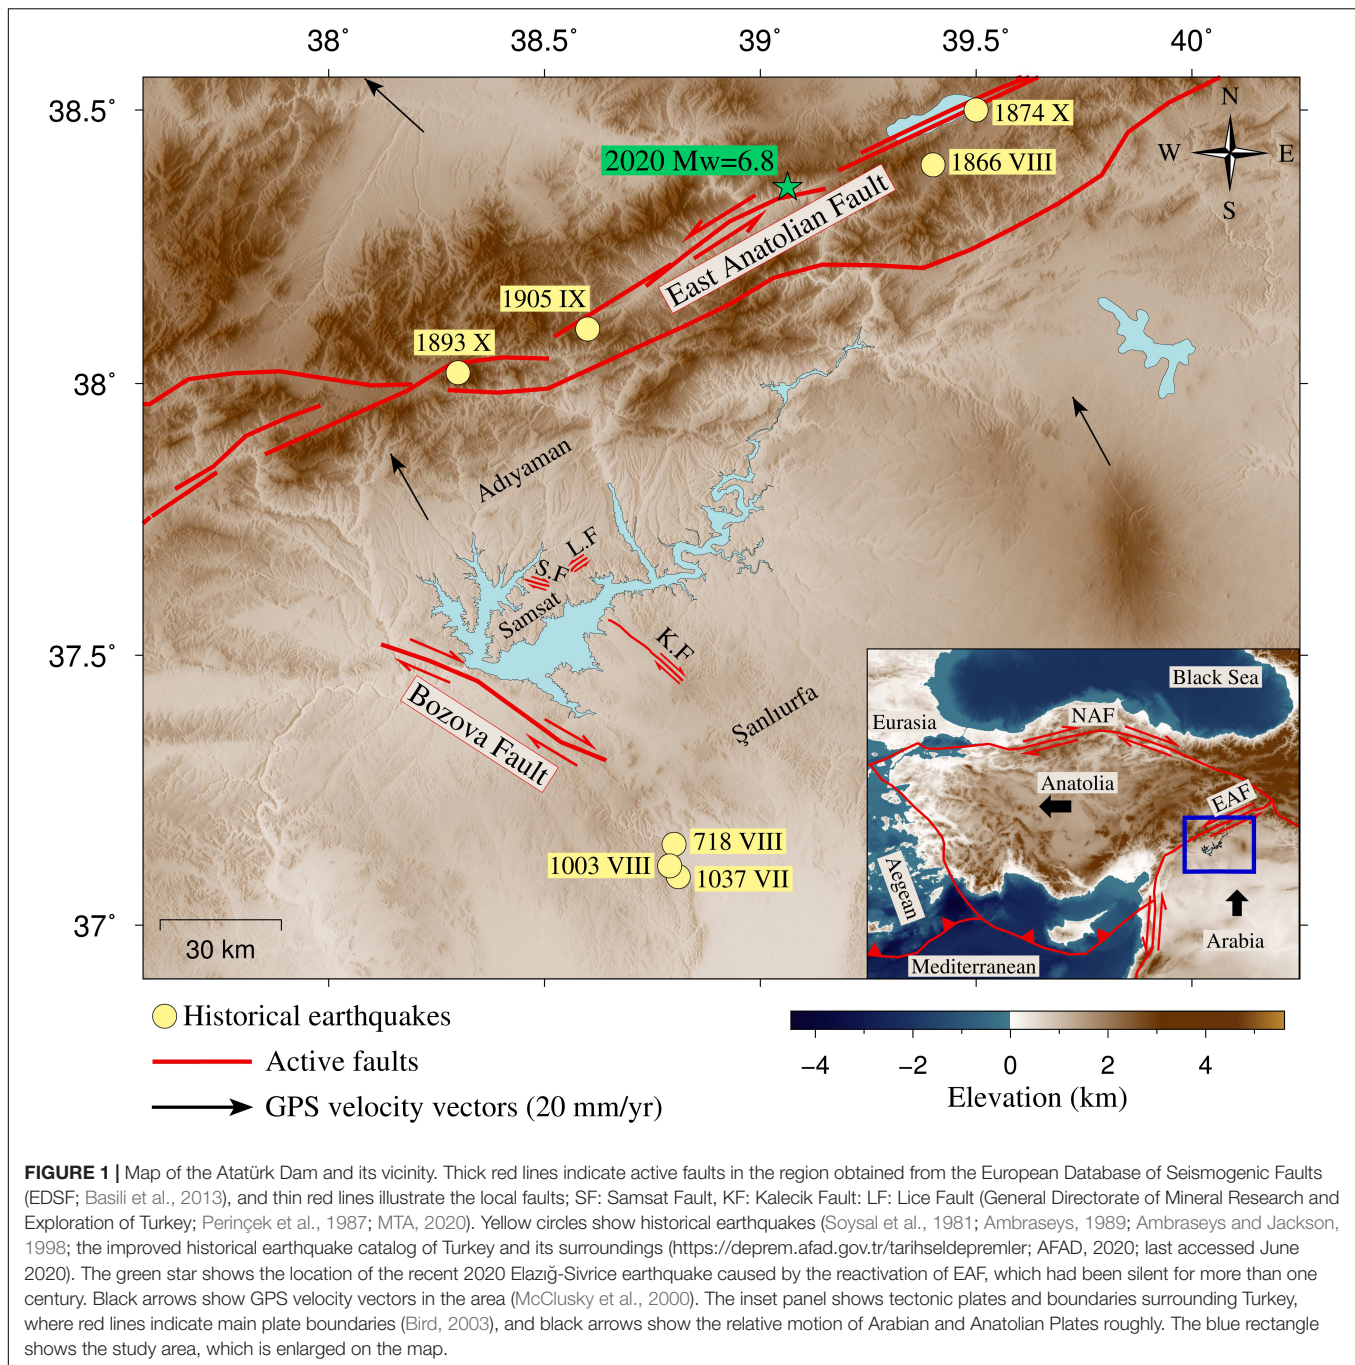 38°
38.5°
39°
39.5°
40°
38.5°
38°
37.5°
37°
N
W
E
S
1874 X
1866 VIII
2020 Mw=6.8
East Anatolian Fault
1905 IX
1893 X
Adıyaman
L.F
S.F
Samsat
K.F
Bozova Fault
Şanlıurfa
718 VIII
1003 VIII
1037 VII
30 km
Black Sea
Eurasia
NAF
Anatolia
EAF
Aegean
Arabia
Mediterranean
Historical earthquakes
Active faults
GPS velocity vectors (20 mm/yr)
−4
−2
0
2
4
Elevation (km)
FIGURE 1 | Map of the Atatürk Dam and its vicinity. Thick red lines indicate active faults in the region obtained from the European Database of Seismogenic Faults
(EDSF; Basili et al., 2013), and thin red lines illustrate the local faults; SF: Samsat Fault, KF: Kalecik Fault: LF: Lice Fault (General Directorate of Mineral Research and
Exploration of Turkey; Perinçek et al., 1987; MTA, 2020). Yellow circles show historical earthquakes (Soysal et al., 1981; Ambraseys, 1989; Ambraseys and Jackson,
1998; the improved historical earthquake catalog of Turkey and its surroundings (https://deprem.afad.gov.tr/tarihseldepremler; AFAD, 2020; last accessed June
2020). The green star shows the location of the recent 2020 Elazığ-Sivrice earthquake caused by the reactivation of EAF, which had been silent for more than one
century. Black arrows show GPS velocity vectors in the area (McClusky et al., 2000). The inset panel shows tectonic plates and boundaries surrounding Turkey,
where red lines indicate main plate boundaries (Bird, 2003), and black arrows show the relative motion of Arabian and Anatolian Plates roughly. The blue rectangle
shows the study area, which is enlarged on the map.